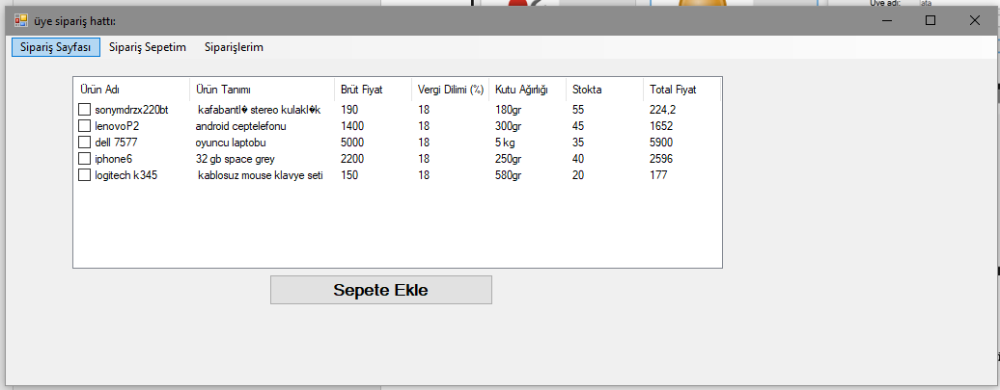 Üye adı: ata
üye sipariş hattı:
Sipariş Sayfası Sipariş Sepetim Siparişlerim
Ürün Adı Ürün Tanımı Brüt Fiyat Vergi Dilimi (%) Kutu Ağırlığı Stokta Total Fiyat
sonymdrzx220bt kafabantl� stereo kulakl�k 190 18 180gr 55 224,2
lenovoP2 android ceptelefonu 1400 18 300gr 45 1652
dell 7577 oyuncu laptobu 5000 18 5 kg 35 5900
iphone6 32 gb space grey 2200 18 250gr 40 2596
logitech k345 kablosuz mouse klavye seti 150 18 580gr 20 177
Sepete Ekle